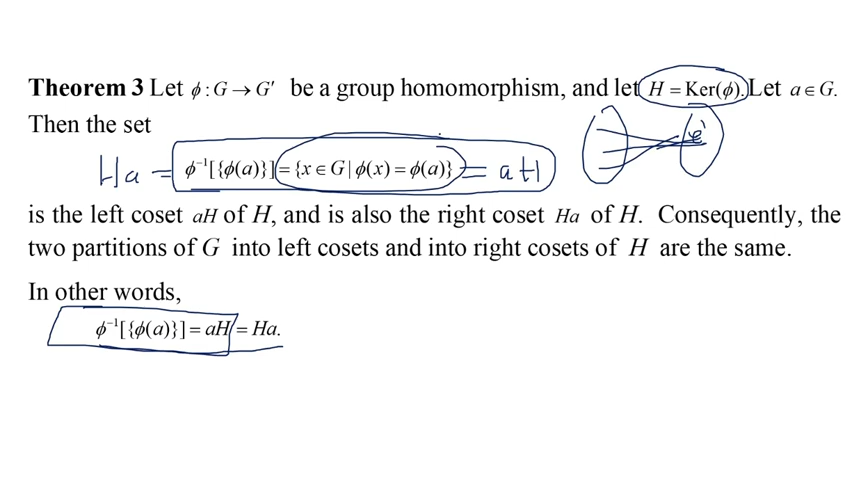 Theorem 3 Let ϕ : G → G′ be a group homomorphism, and let H = Ker(ϕ). Let a ∈ G.
Then the set
Ha = ϕ⁻¹[{ϕ(a)}] = {x ∈ G | ϕ(x) = ϕ(a)} = aH
is the left coset aH of H, and is also the right coset Ha of H. Consequently, the
two partitions of G into left cosets and into right cosets of H are the same.
In other words,
ϕ⁻¹[{ϕ(a)}] = aH = Ha.